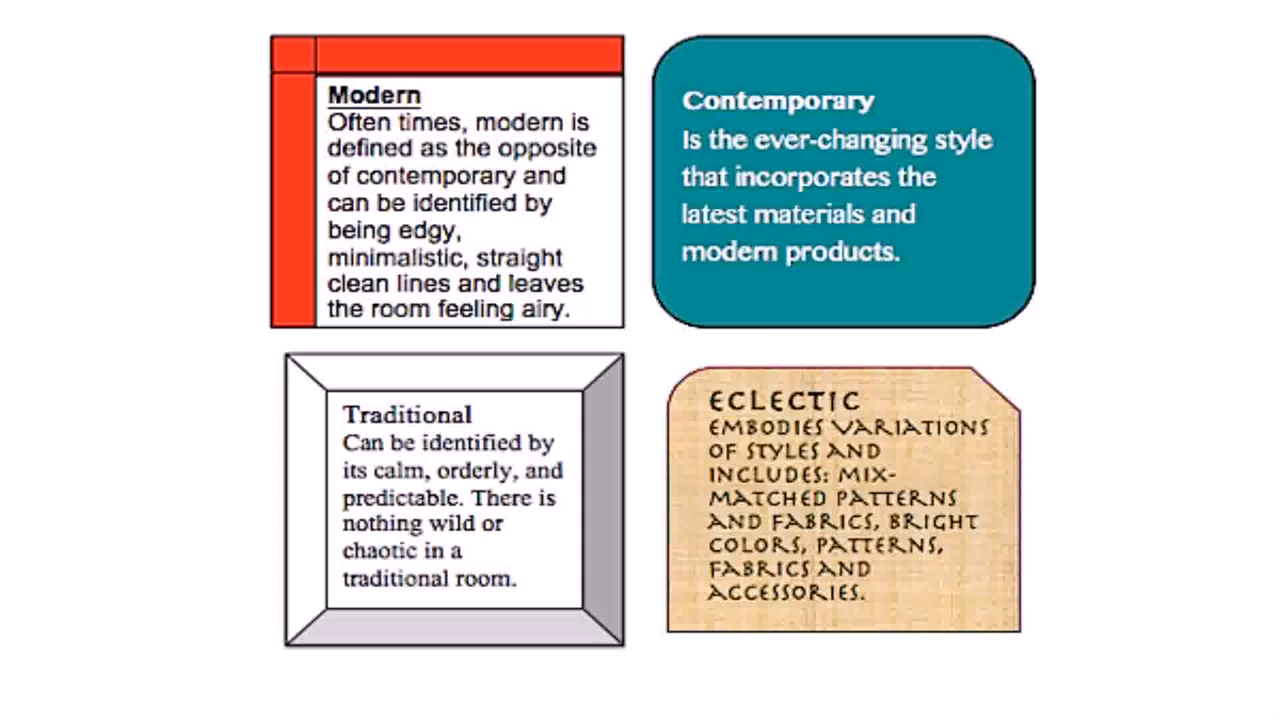 Modern
Often times, modern is
defined as the opposite
of contemporary and
can be identified by
being edgy,
minimalistic, straight
clean lines and leaves
the room feeling airy.
Contemporary
Is the ever-changing style
that incorporates the
latest materials and
modern products.
Traditional
Can be identified by
its calm, orderly, and
predictable. There is
nothing wild or
chaotic in a
traditional room.
ECLECTIC
EMBODIES VARIATIONS
OF STYLES AND
INCLUDES: MIX-
MATCHED PATTERNS
AND FABRICS, BRIGHT
COLORS, PATTERNS,
FABRICS AND
ACCESSORIES.